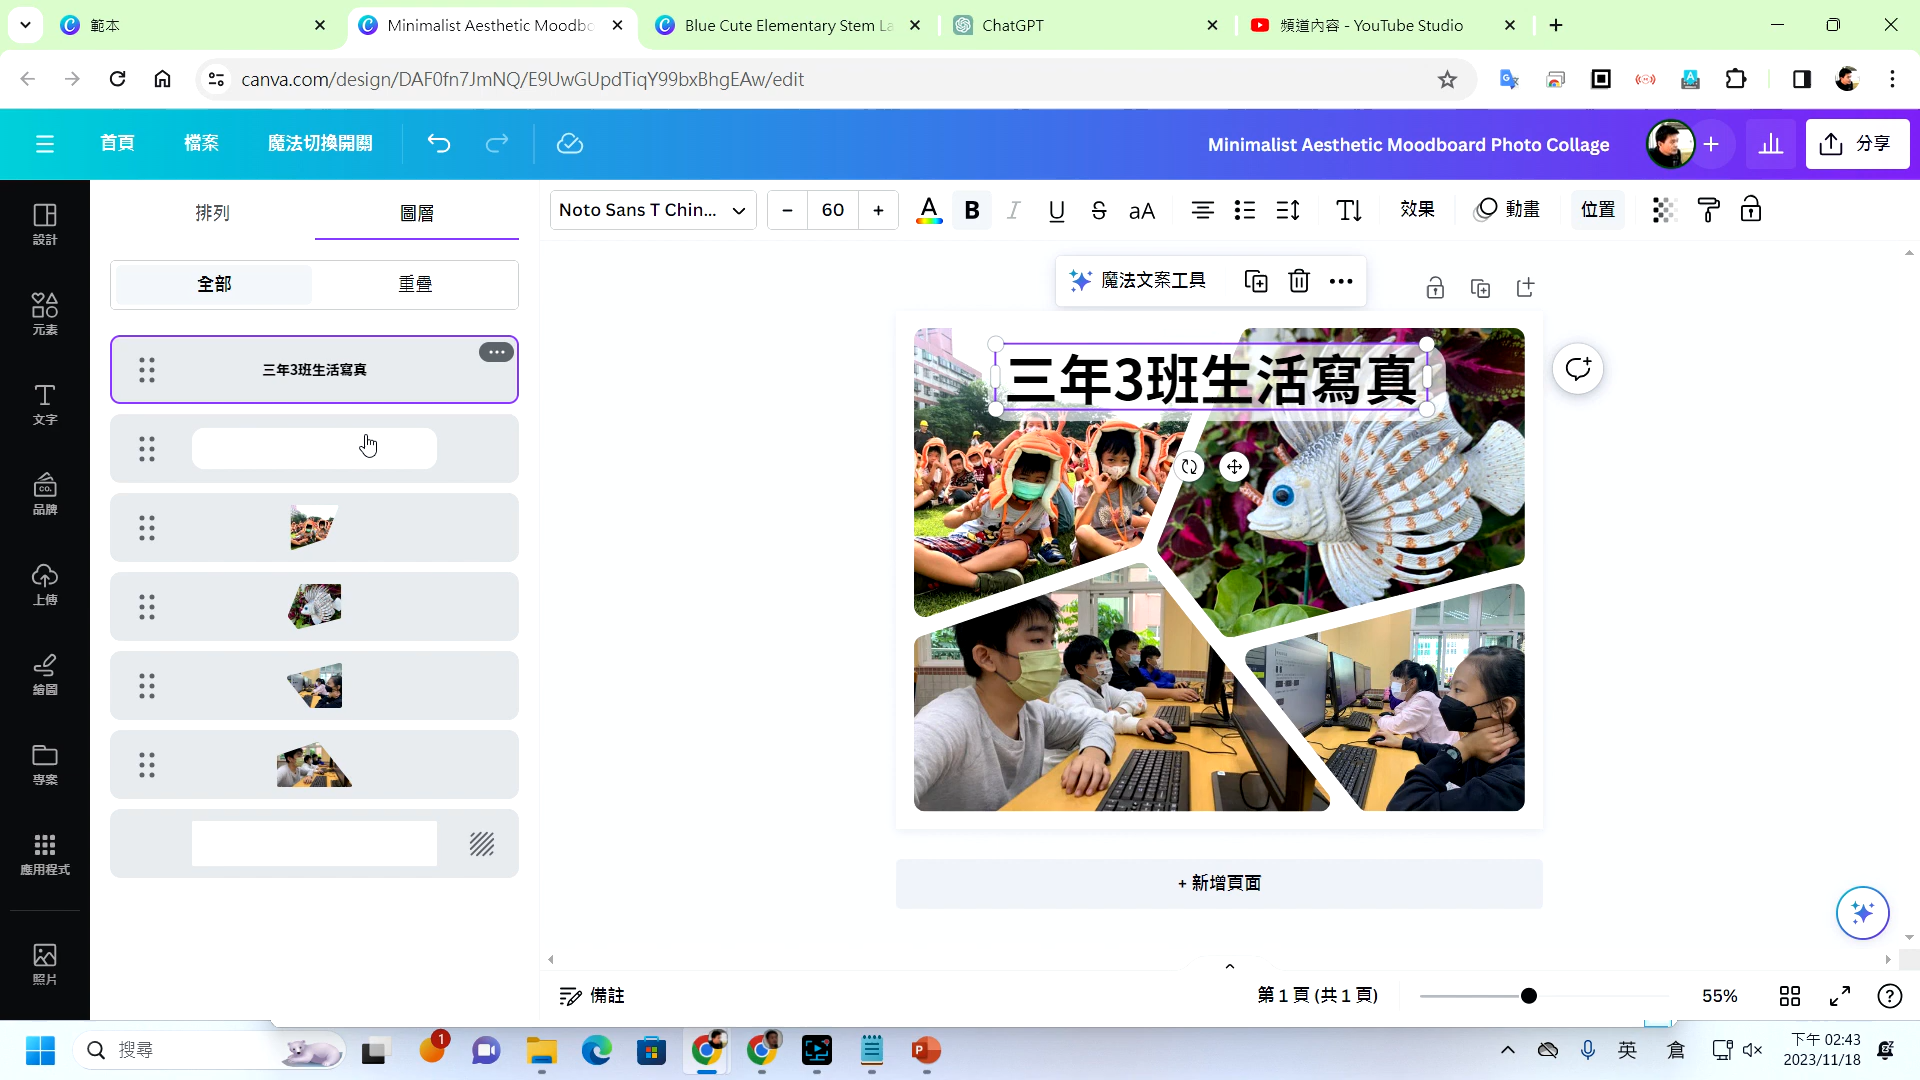 範本
Minimalist Aesthetic Moodbo
Blue Cute Elementary Stem La
ChatGPT
頻道內容 - YouTube Studio
canva.com/design/DAF0fn7JmNQ/E9UwGUpdTiqY99bxBhgEAw/edit
首頁
檔案
魔法切換開關
Minimalist Aesthetic Moodboard Photo Collage
分享
設計
元素
文字
CO.
品牌
上傳
繪圖
專案
應用程式
照片
排列
圖層
全部
重疊
三年3班生活寫真
Noto Sans T Chin...
60
A
B
I
U
S
aA
效果
動畫
位置
魔法文案工具
三年3班生活寫真
+ 新增頁面
備註
第 1 頁 (共 1 頁)
55%
搜尋
1
英
倉
下午 02:43
2023/11/18